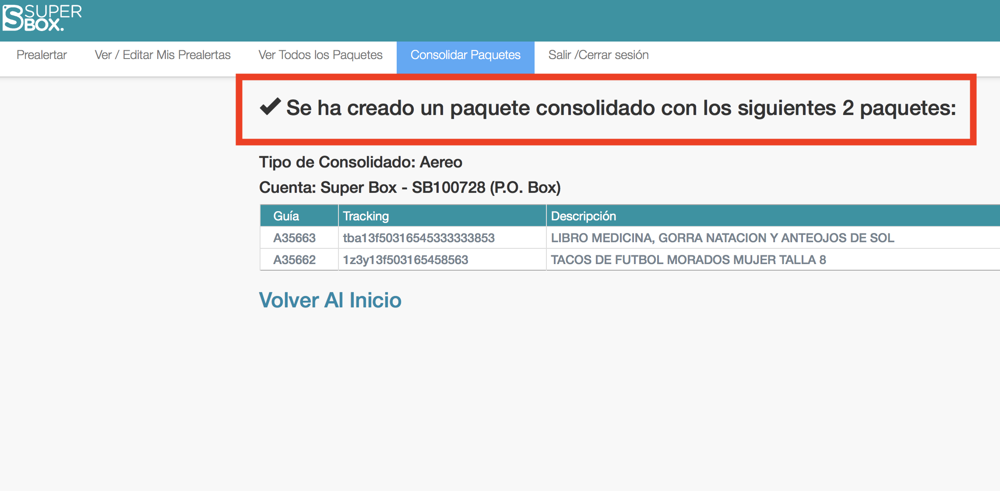 SUPER
BOX.
Prealertar Ver / Editar Mis Prealertas Ver Todos los Paquetes Consolidar Paquetes Salir /Cerrar sesión
Se ha creado un paquete consolidado con los siguientes 2 paquetes:
Tipo de Consolidado: Aereo
Cuenta: Super Box - SB100728 (P.O. Box)
Guía Tracking Descripción
A35663 tba13f50316545333333853 LIBRO MEDICINA, GORRA NATACION Y ANTEOJOS DE SOL
A35662 1z3y13f503165458563 TACOS DE FUTBOL MORADOS MUJER TALLA 8
Volver Al Inicio